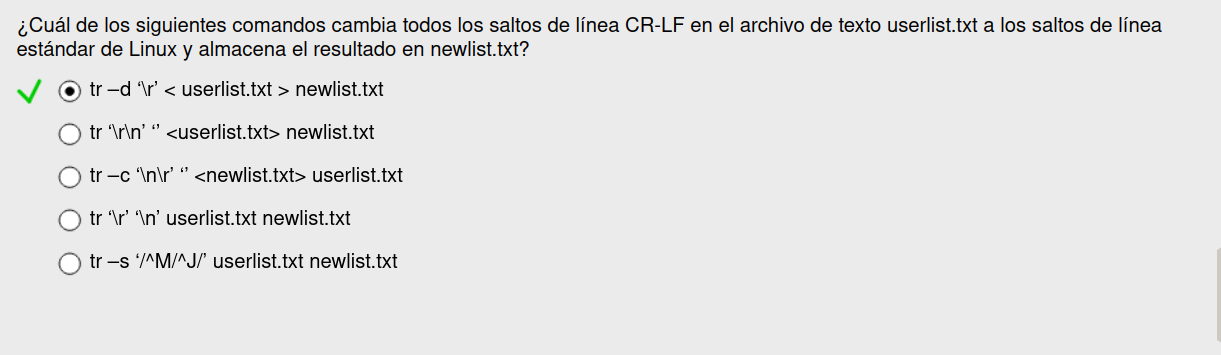 ¿Cuál de los siguientes comandos cambia todos los saltos de línea CR-LF en el archivo de texto userlist.txt a los saltos de línea
estándar de Linux y almacena el resultado en newlist.txt?
tr –d ‘\r’ < userlist.txt > newlist.txt
tr ‘\r\n’ ‘’ <userlist.txt> newlist.txt
tr –c ‘\n\r’ ‘’ <newlist.txt> userlist.txt
tr ‘\r’ ‘\n’ userlist.txt newlist.txt
tr –s ‘/^M/^J/’ userlist.txt newlist.txt